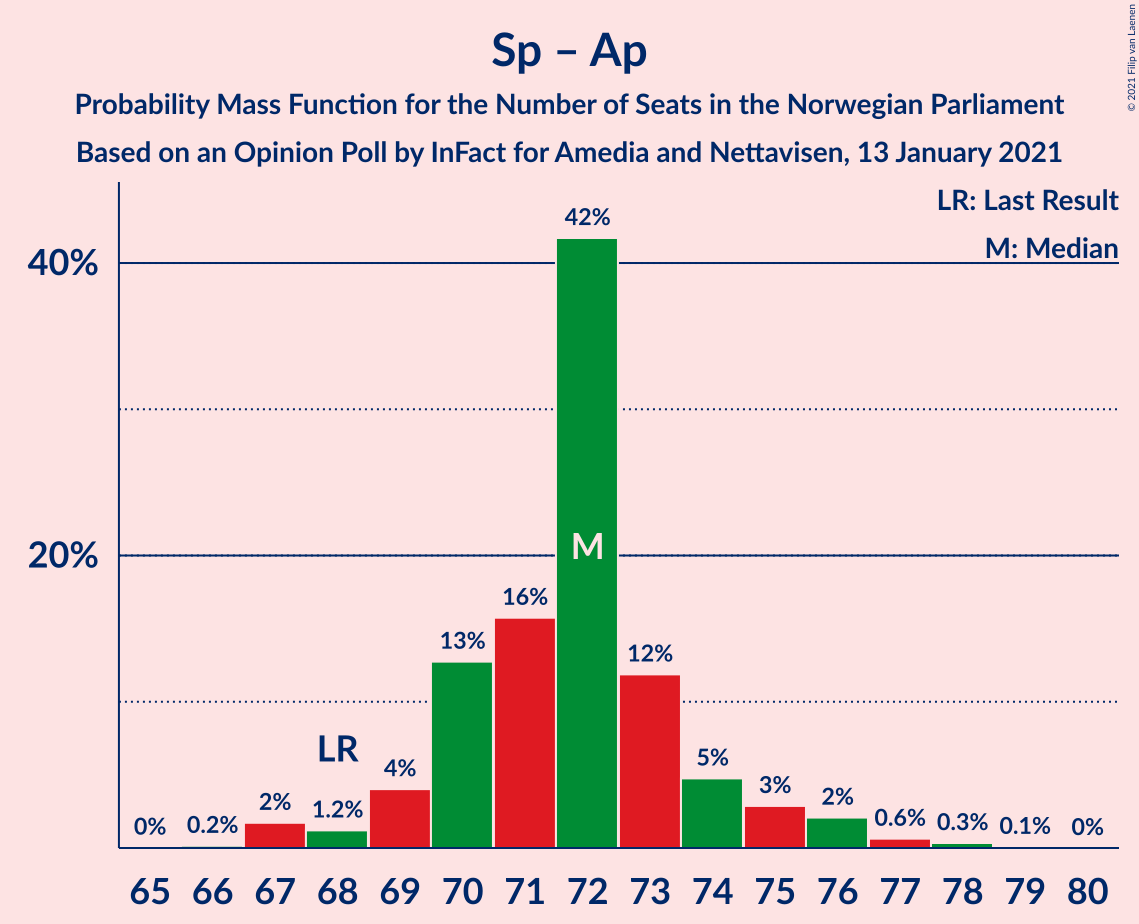 Sp – Ap
Probability Mass Function for the Number of Seats in the Norwegian Parliament
Based on an Opinion Poll by InFact for Amedia and Nettavisen, 13 January 2021
© 2021 Filip van Laenen
LR: Last Result
M: Median
40%
20%
0% 0.2% 2% 1.2% 4% 13% 16% 42% 12% 5% 3% 2% 0.6% 0.3% 0.1% 0%
LR
M
65 66 67 68 69 70 71 72 73 74 75 76 77 78 79 80